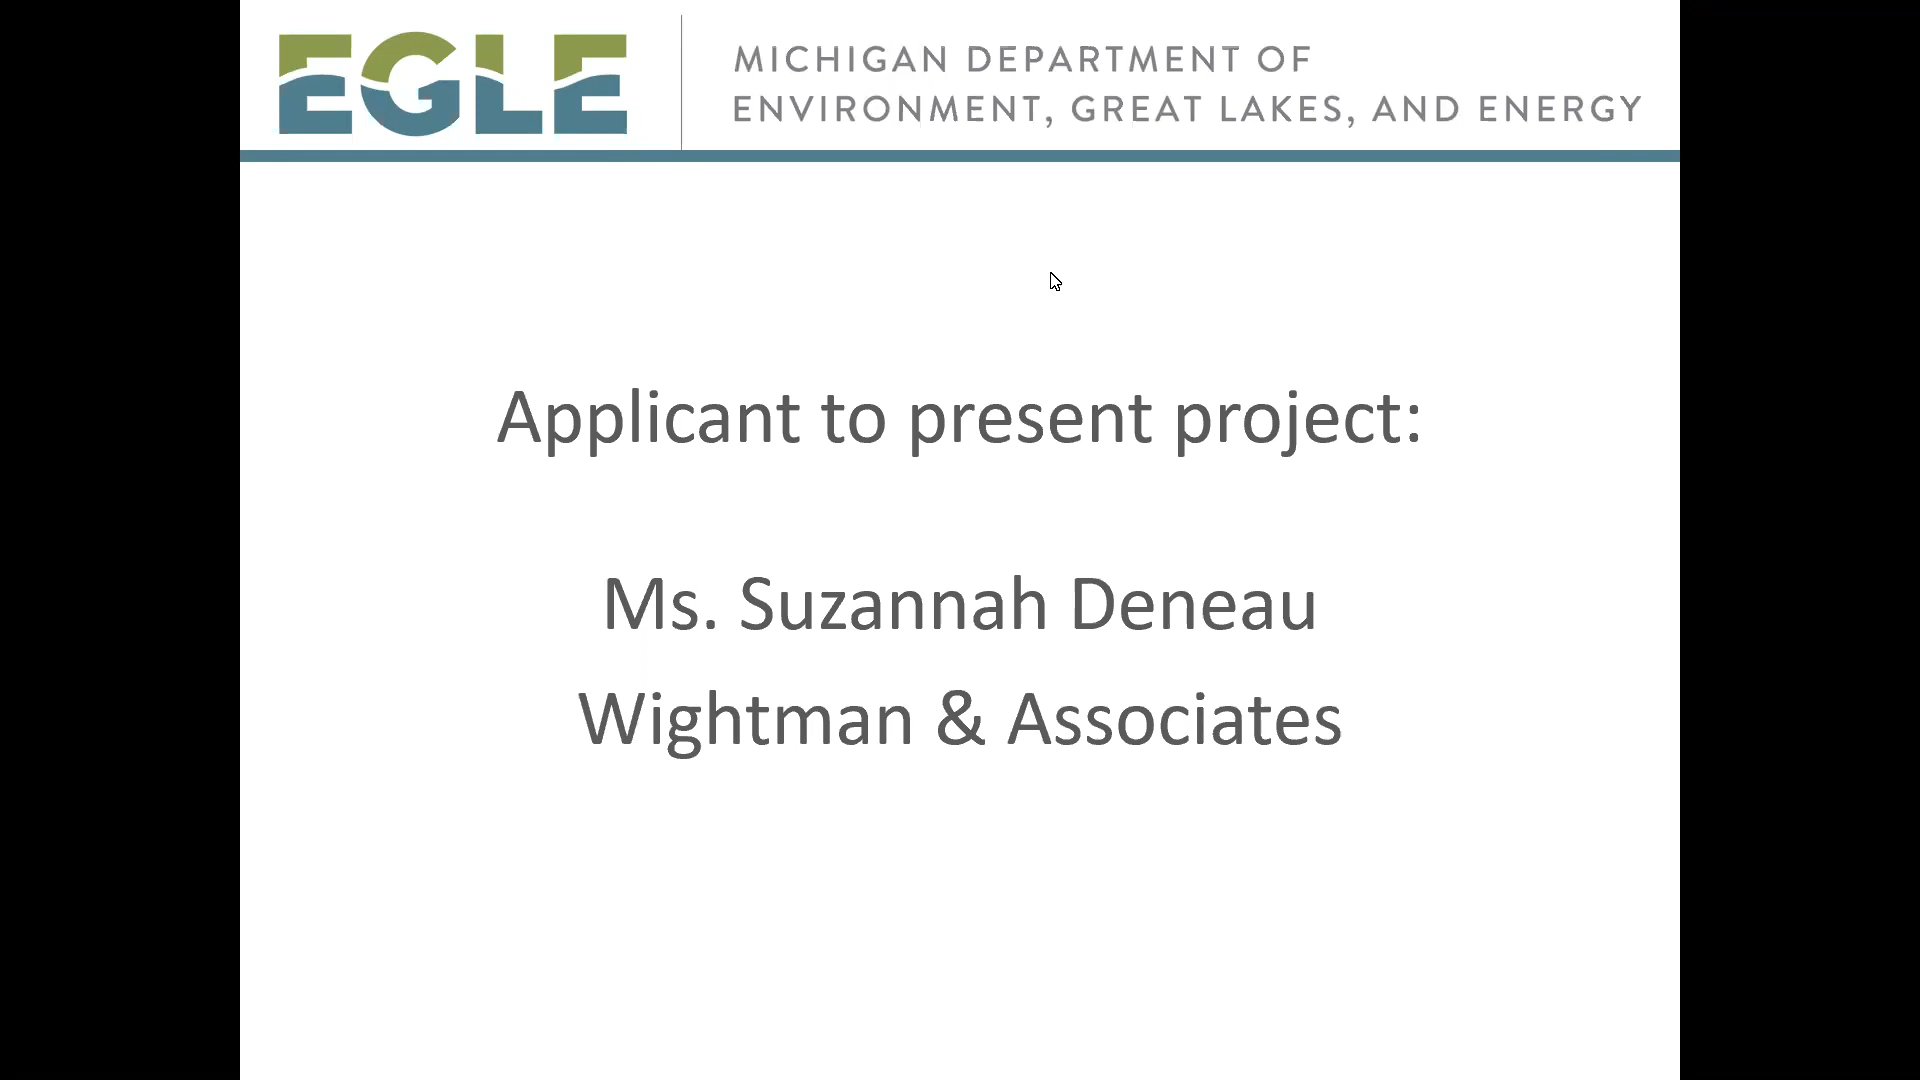 EGLE
MICHIGAN DEPARTMENT OF
ENVIRONMENT, GREAT LAKES, AND ENERGY
Applicant to present project:
Ms. Suzannah Deneau
Wightman & Associates